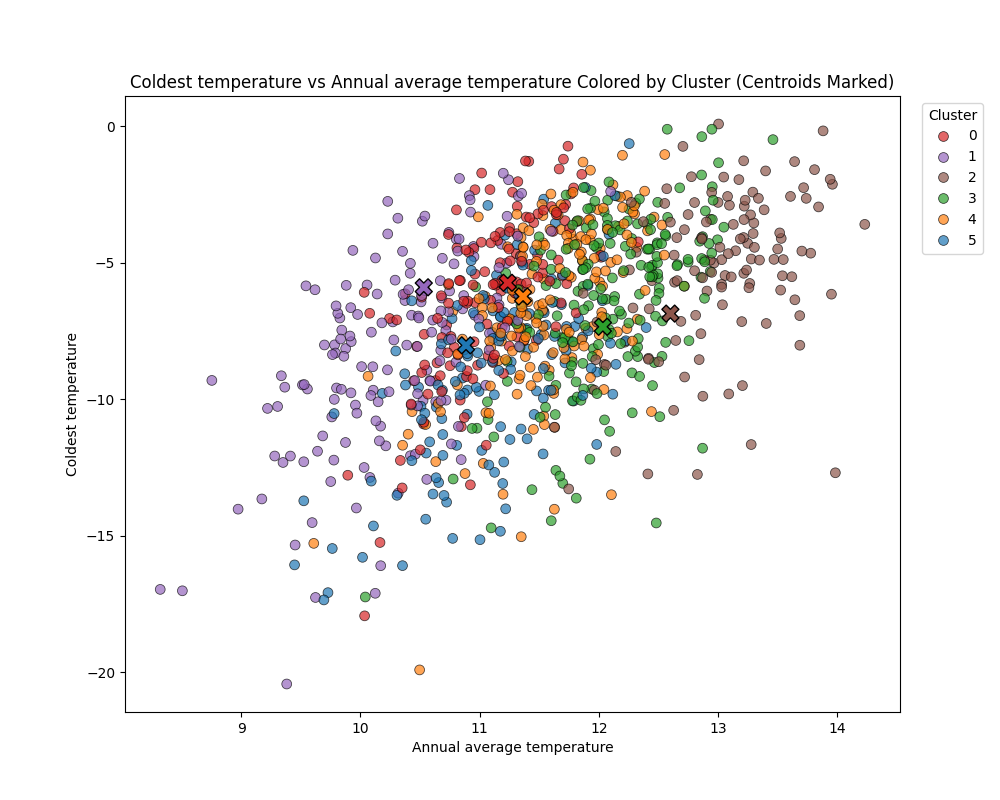 Coldest temperature vs Annual average temperature Colored by Cluster (Centroids Marked)
Cluster
0
1
2
3
4
5
Coldest temperature
0
−5
−10
−15
−20
9 10 11 12 13 14
Annual average temperature